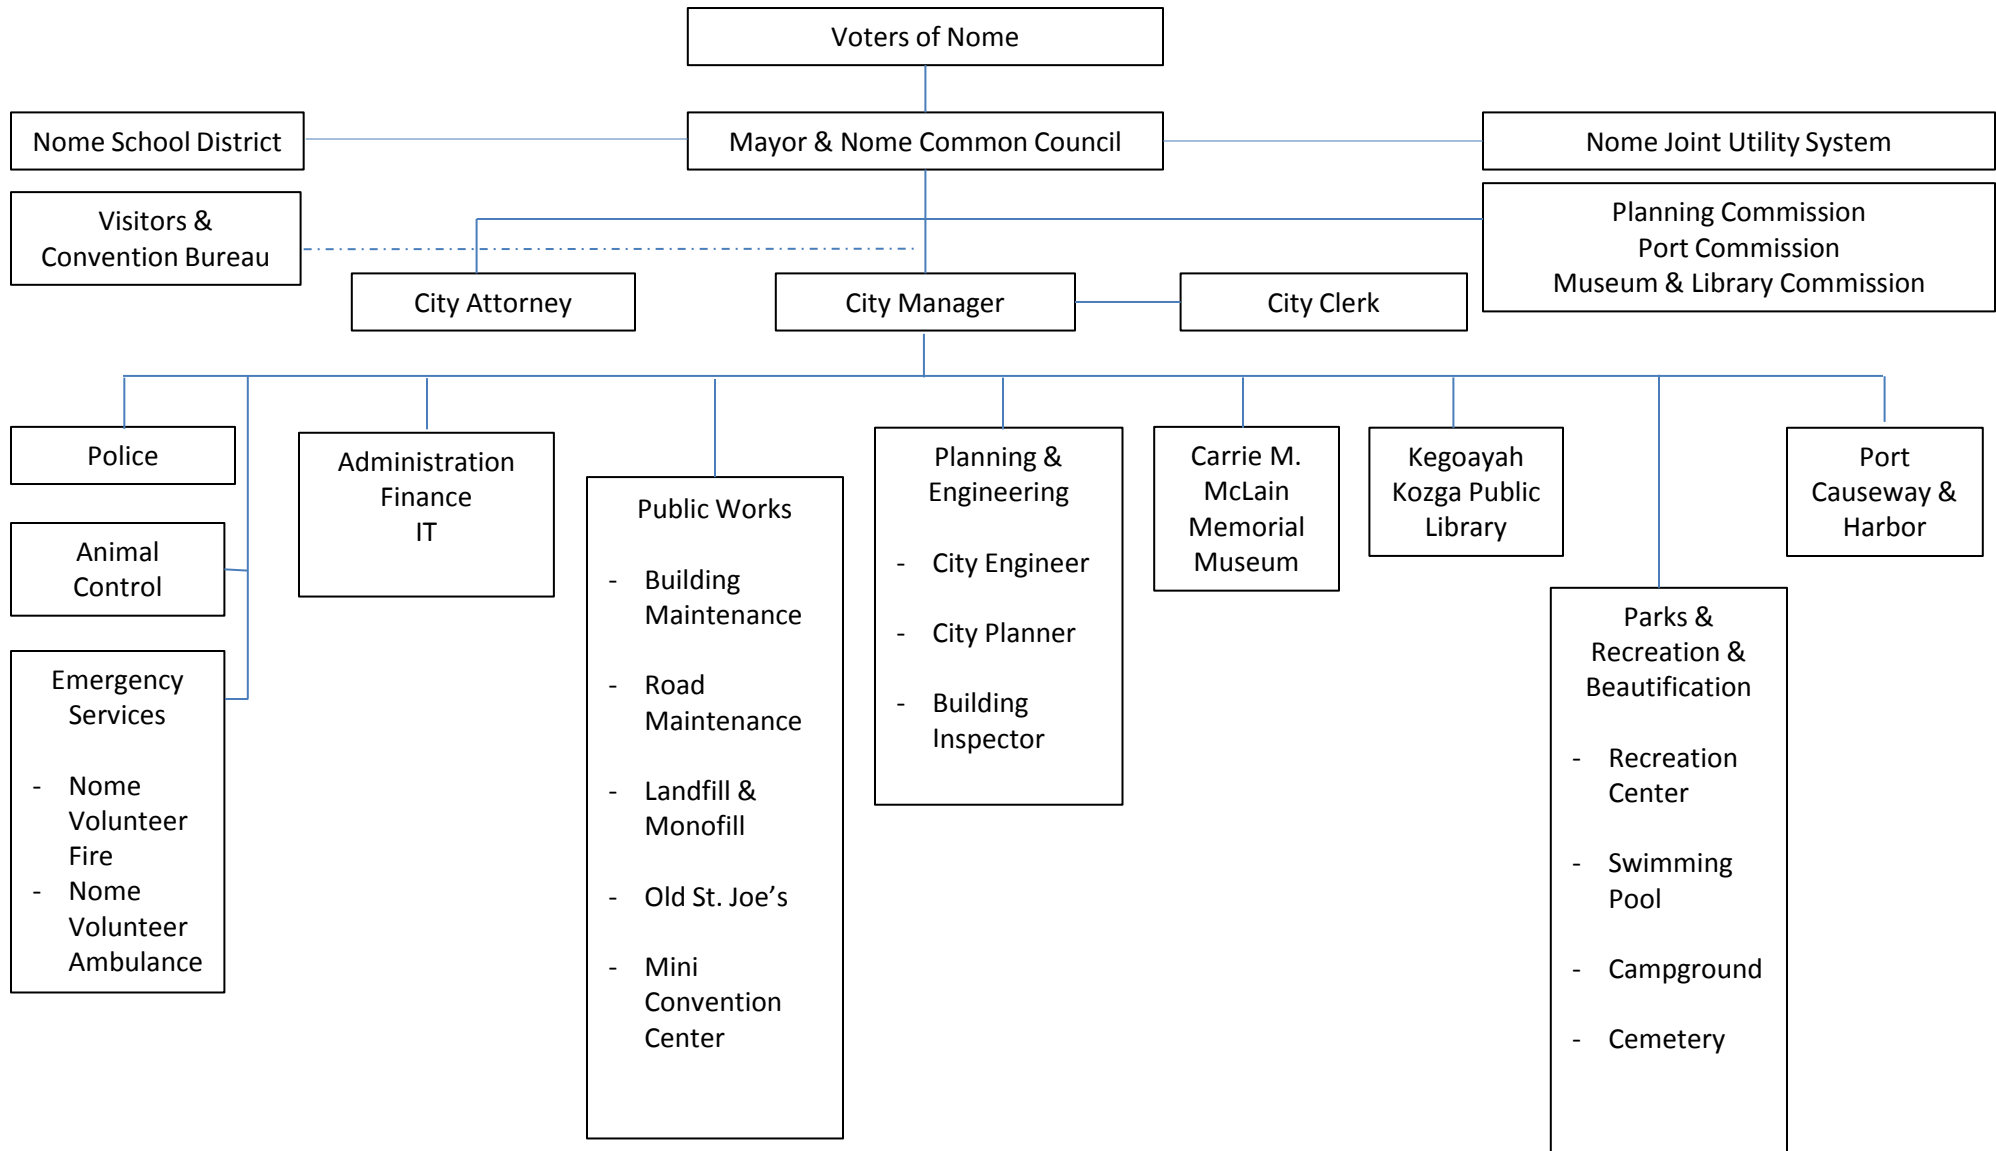 Voters of Nome
Nome School District
Mayor & Nome Common Council
Nome Joint Utility System
Visitors &
Convention Bureau
Planning Commission
Port Commission
Museum & Library Commission
City Attorney
City Manager
City Clerk
Police
Animal
Control
Emergency
Services
- Nome
Volunteer
Fire
- Nome
Volunteer
Ambulance
Administration
Finance
IT
Public Works
- Building
Maintenance
- Road
Maintenance
- Landfill &
Monofill
- Old St. Joe’s
- Mini
Convention
Center
Planning &
Engineering
- City Engineer
- City Planner
- Building
Inspector
Carrie M.
McLain
Memorial
Museum
Kegoayah
Kozga Public
Library
Parks &
Recreation &
Beautification
- Recreation
Center
- Swimming
Pool
- Campground
- Cemetery
Port
Causeway &
Harbor